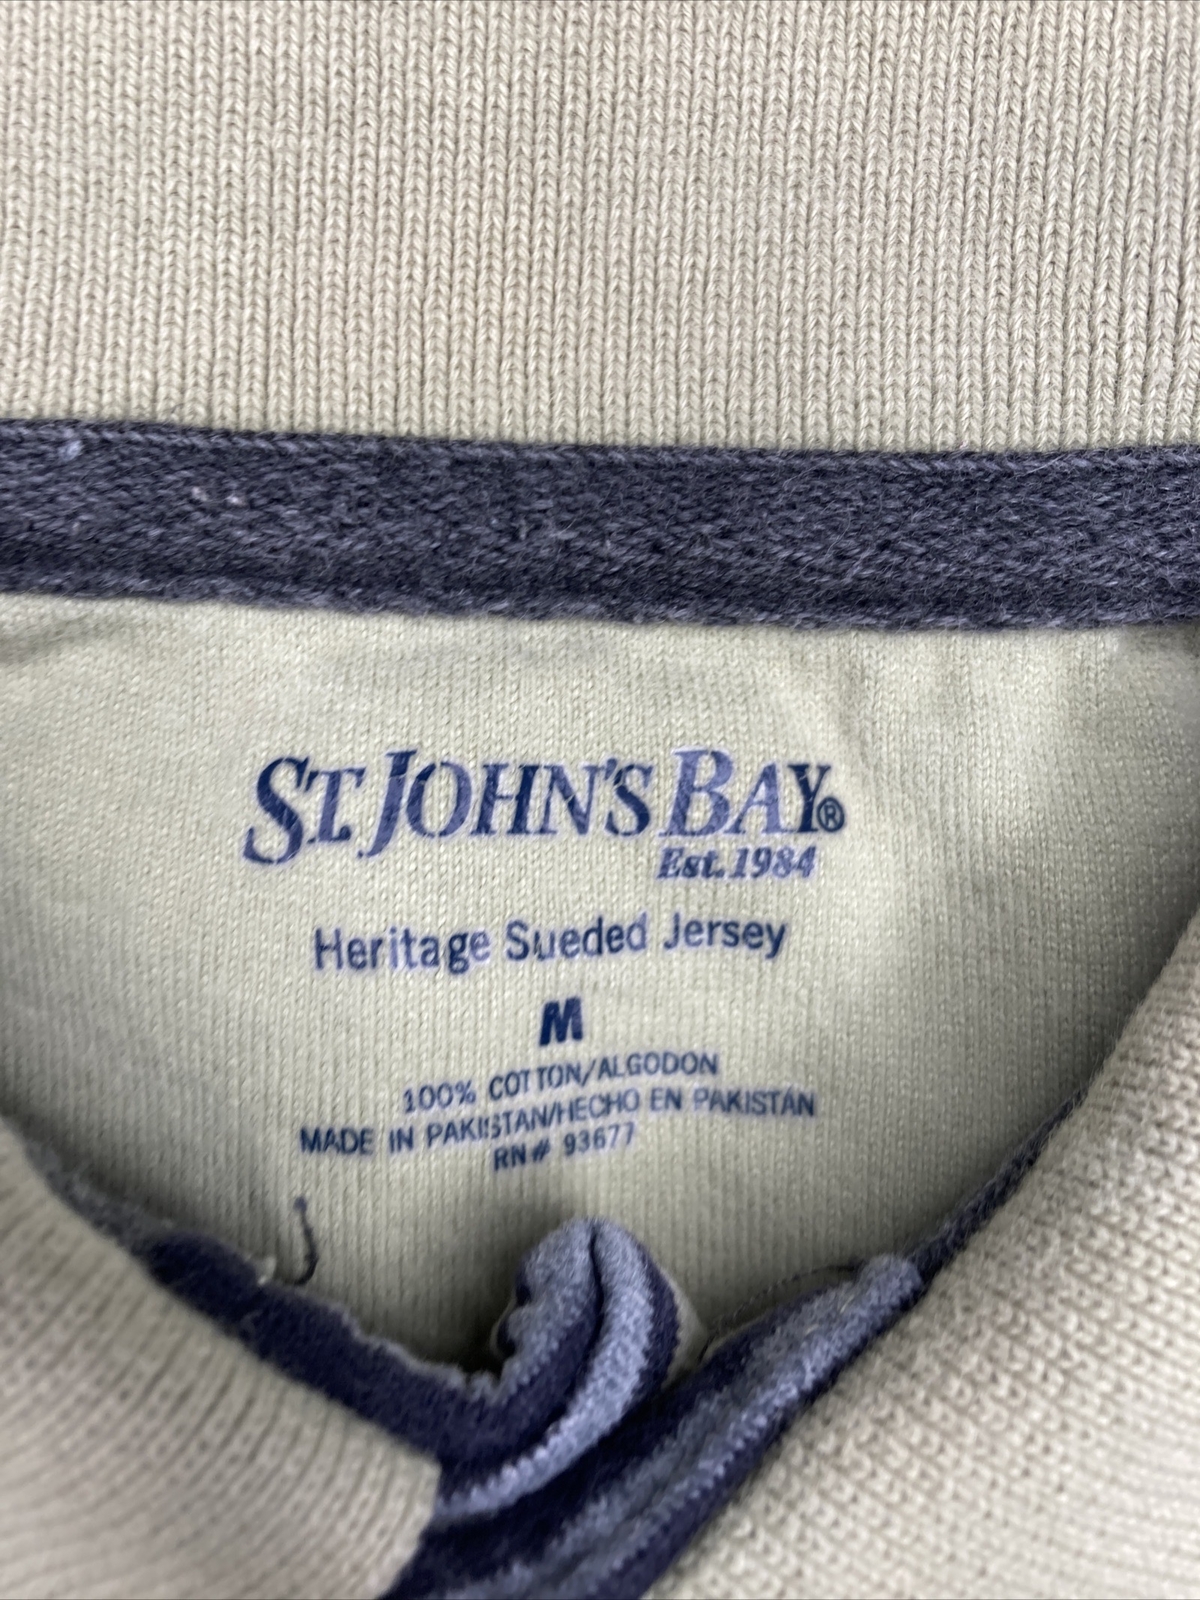 ST. JOHN'S BAY®
Est. 1984
Heritage Sueded Jersey
M
100% COTTON/ALGODON
MADE IN PAKISTAN/HECHO EN PAKISTÁN
RN# 93677